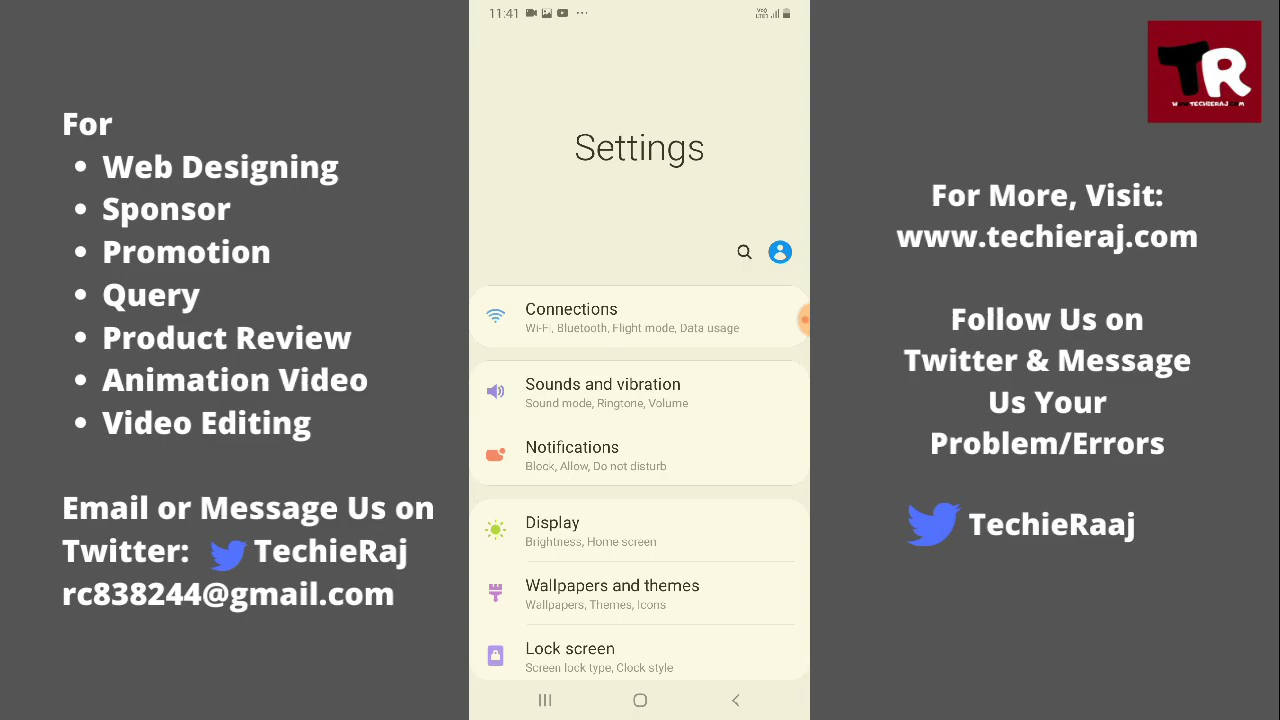 For
• Web Designing
• Sponsor
• Promotion
• Query
• Product Review
• Animation Video
• Video Editing
Email or Message Us on
Twitter: TechieRaj
rc838244@gmail.com
11:41
Settings
Connections
Wi-Fi, Bluetooth, Flight mode, Data usage
Sounds and vibration
Sound mode, Ringtone, Volume
Notifications
Block, Allow, Do not disturb
Display
Brightness, Home screen
Wallpapers and themes
Wallpapers, Themes, Icons
Lock screen
Screen lock type, Clock style
TR
WWW.TECHIERAJ.COM
For More, Visit:
www.techieraj.com
Follow Us on
Twitter & Message
Us Your
Problem/Errors
TechieRaaj